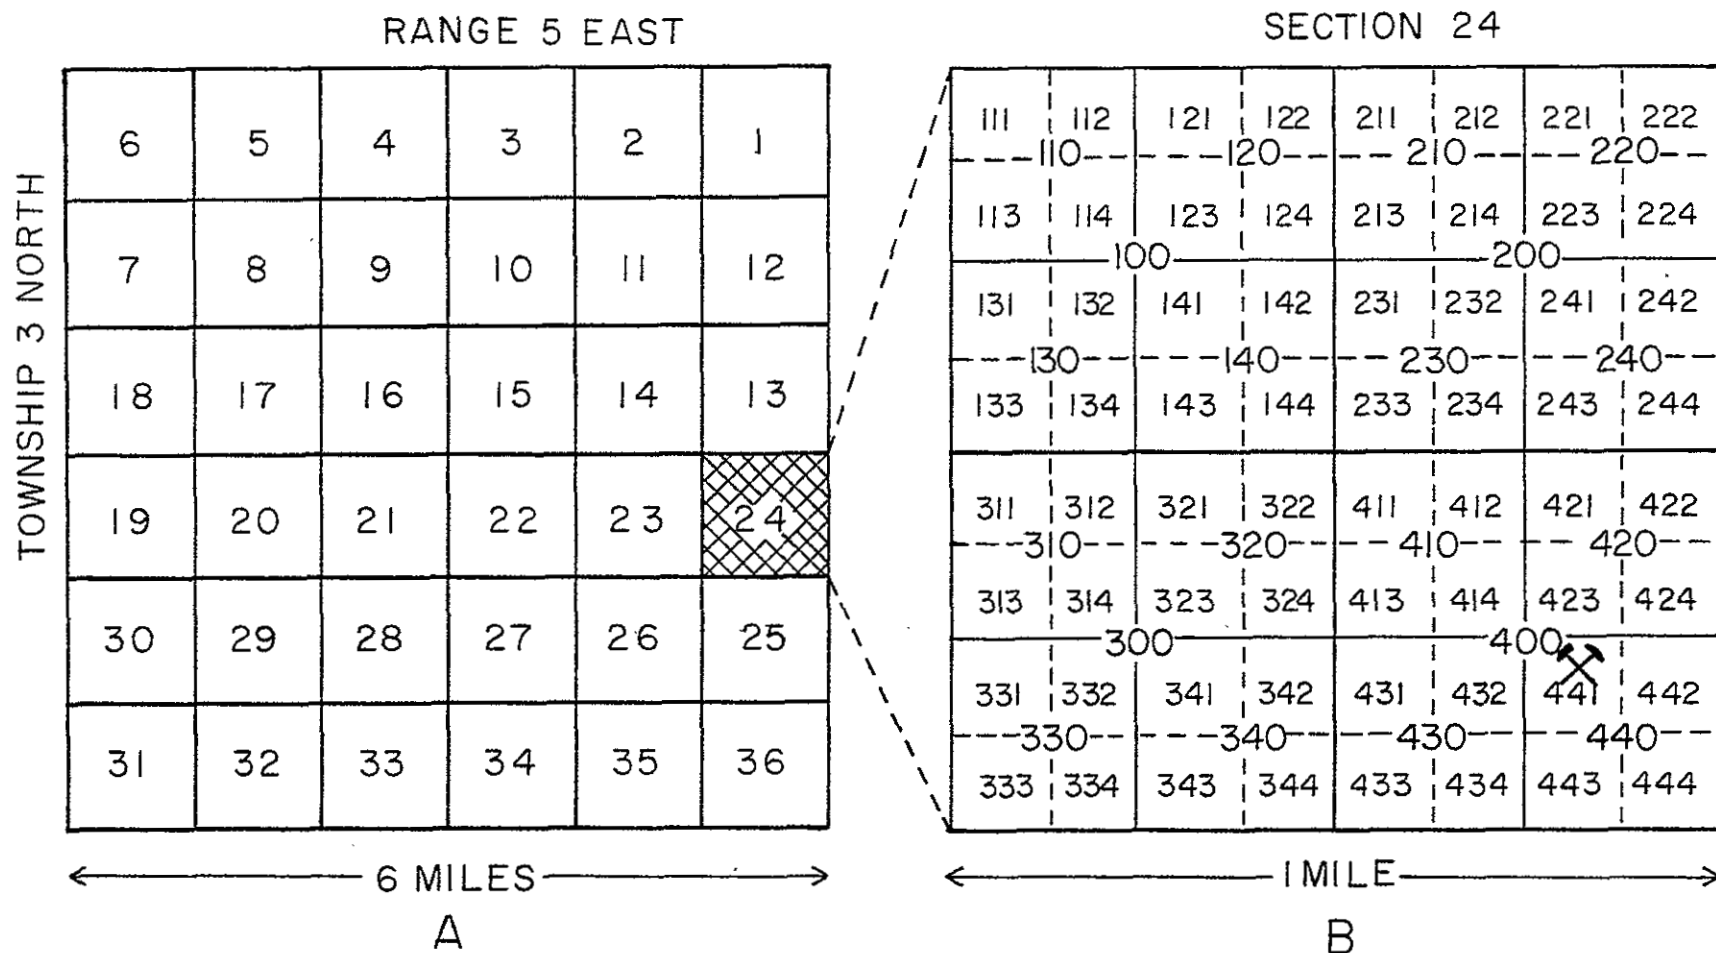 RANGE 5 EAST
TOWNSHIP 3 NORTH
6 5 4 3 2 1
7 8 9 10 11 12
18 17 16 15 14 13
19 20 21 22 23 24
30 29 28 27 26 25
31 32 33 34 35 36
6 MILES
A
SECTION 24
111 112 121 122 211 212 221 222
110 120 210 220
113 114 123 124 213 214 223 224
100 200
131 132 141 142 231 232 241 242
130 140 230 240
133 134 143 144 233 234 243 244
311 312 321 322 411 412 421 422
310 320 410 420
313 314 323 324 413 414 423 424
300 400
331 332 341 342 431 432 441 442
330 340 430 440
333 334 343 344 433 434 443 444
1 MILE
B